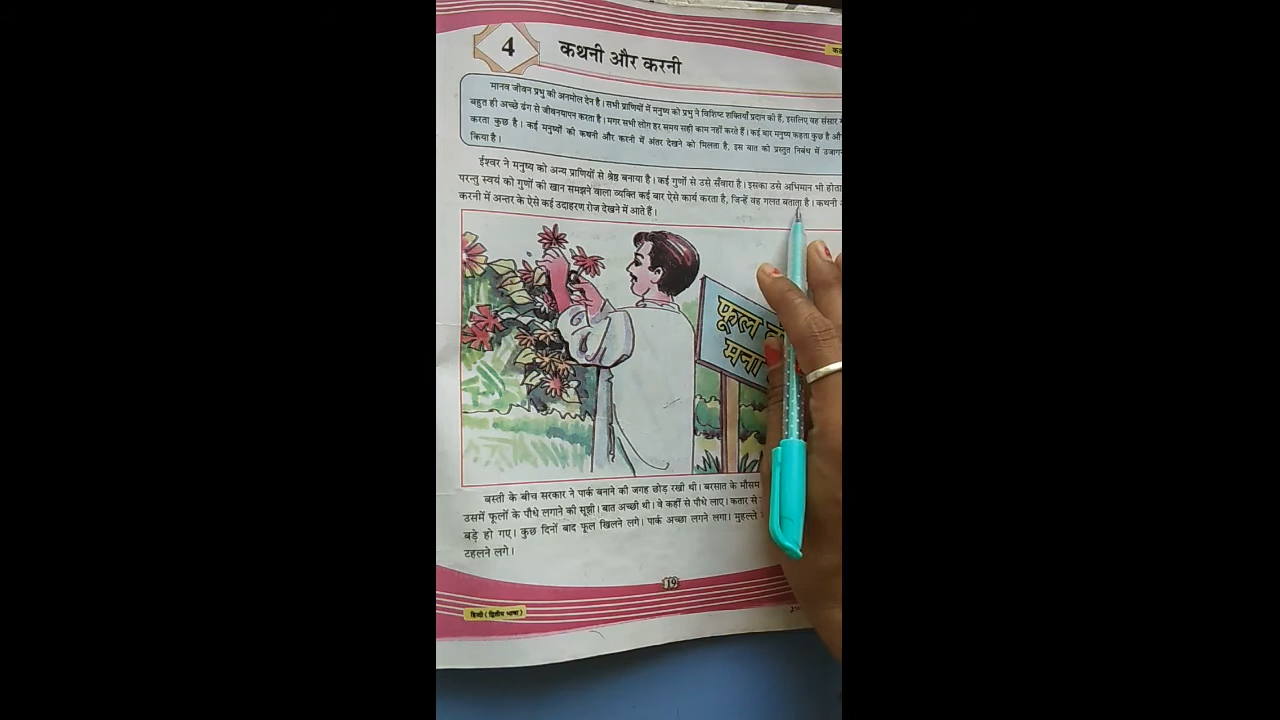 4
कथनी और करनी
मानव जीवन प्रभु की अनमोल देन है। सभी प्राणियों में मनुष्य को प्रभु ने विशिष्ट शक्तियाँ प्रदान की हैं, इसलिए वह संसार
बहुत ही अच्छे ढंग से जीवनयापन करता है। मगर सभी लोग हर समय सही काम नहीं करते हैं। कई बार मनुष्य कहता कुछ है
करता कुछ है। कई मनुष्यों की कथनी और करनी में अंतर देखने को मिलता है, इस बात को प्रस्तुत निबंध में
किया है।
ईश्वर ने मनुष्य को अन्य प्राणियों से श्रेष्ठ बनाया है। कई गुणों से उसे सँवारा है। इसका उसे अभिमान भी होता
परन्तु स्वयं को गुणों की खान समझने वाला व्यक्ति कई बार ऐसे कार्य करता है, जिन्हें वह गलत बताता है। कथनी
करनी में अन्तर के ऐसे कई उदाहरण रोज देखने में आते हैं।
फूल
मना
बस्ती के बीच सरकार ने पार्क बनाने की जगह छोड़ रखी थी। बरसात के मौसम
उसमें फूलों के पौधे लगाने की सूझी। बात अच्छी थी। वे कहीं से पौधे लाए। कतार से
बड़े हो गए। कुछ दिनों बाद फूल खिलने लगे। पार्क अच्छा लगने लगा। मुहल्ले
टहलने लगे।
19
हिन्दी (द्वितीय भाषा)